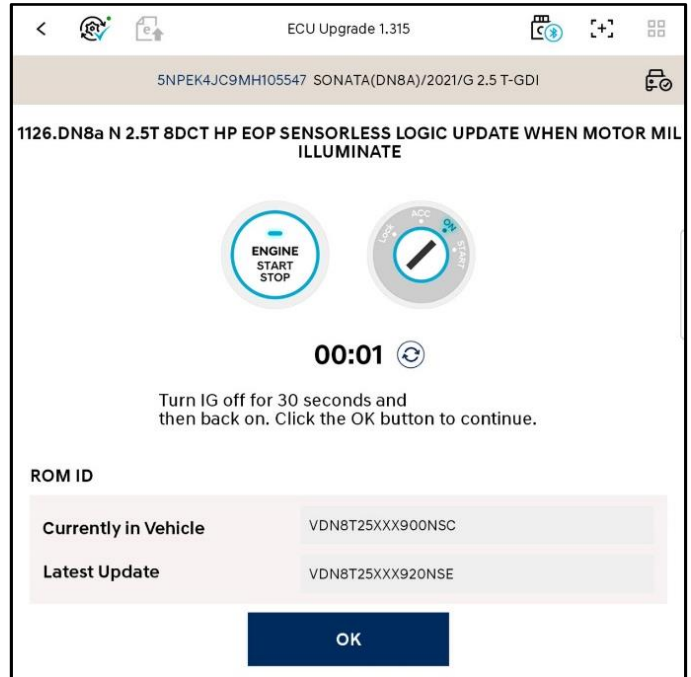 ECU Upgrade 1.315
5NPEK4JC9MH105547 SONATA(DN8A)/2021/G 2.5 T-GDI
1126.DN8a N 2.5T 8DCT HP EOP SENSORLESS LOGIC UPDATE WHEN MOTOR MIL
ILLUMINATE
ENGINE
START
STOP
Lock
ACC
ON
START
00:01
Turn IG off for 30 seconds and
then back on. Click the OK button to continue.
ROM ID
Currently in Vehicle VDN8T25XXX900NSC
Latest Update VDN8T25XXX920NSE
OK